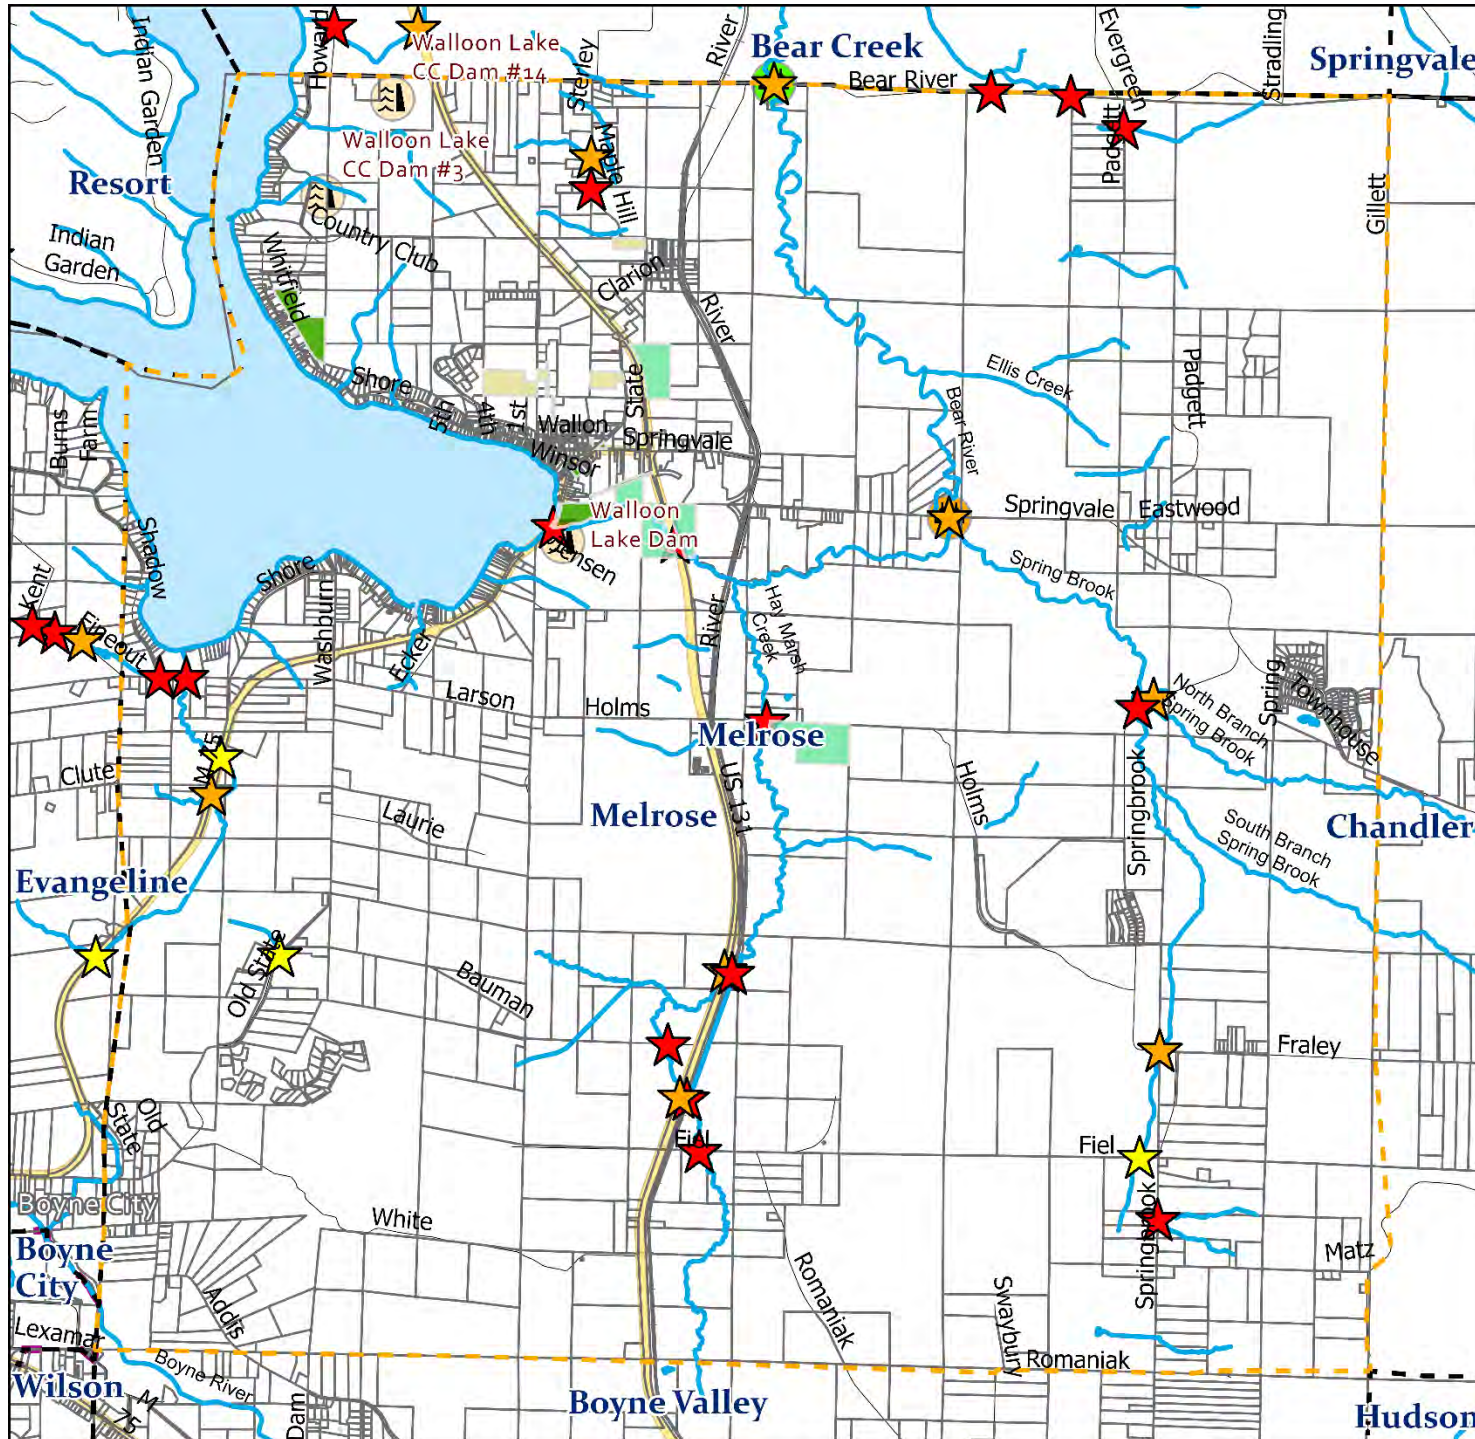 Indian Garden
Howard
Walloon Lake
CC Dam #14
Sterley
River
Bear Creek
Bear River
Evergreen
Stradling
Springvale
Walloon Lake
CC Dam #3
Maple Hill
Padgett
Resort
Gillett
Indian
Garden
Country Club
Whitfield
Clarion
River
Shore
State
Ellis Creek
Padgett
Burns
Farm
5th
4th
1st
Wallon
Springvale
Winsor
Bear River
Walloon
Lake Dam
Springvale
Eastwood
Shadow
Jensen
Shore
Kent
Washburn
Spring Brook
Fineout
Ecker
River
Hay Marsh
Creek
Larson
Holms
North Branch
Spring Brook
Spring
Townhouse
Melrose
M 75
Clute
US 131
Holms
Springbrook
Laurie
Melrose
South Branch
Spring Brook
Chandler
Evangeline
Old State
Bauman
Fraley
Old
State
Fiel
Fiel
Boyne City
White
Springbrook
Boyne
City
Matz
Addis
Romaniak
Swaybury
Lexamar
Romaniak
Boyne River
Wilson
M
75
Dam
Boyne Valley
Hudson